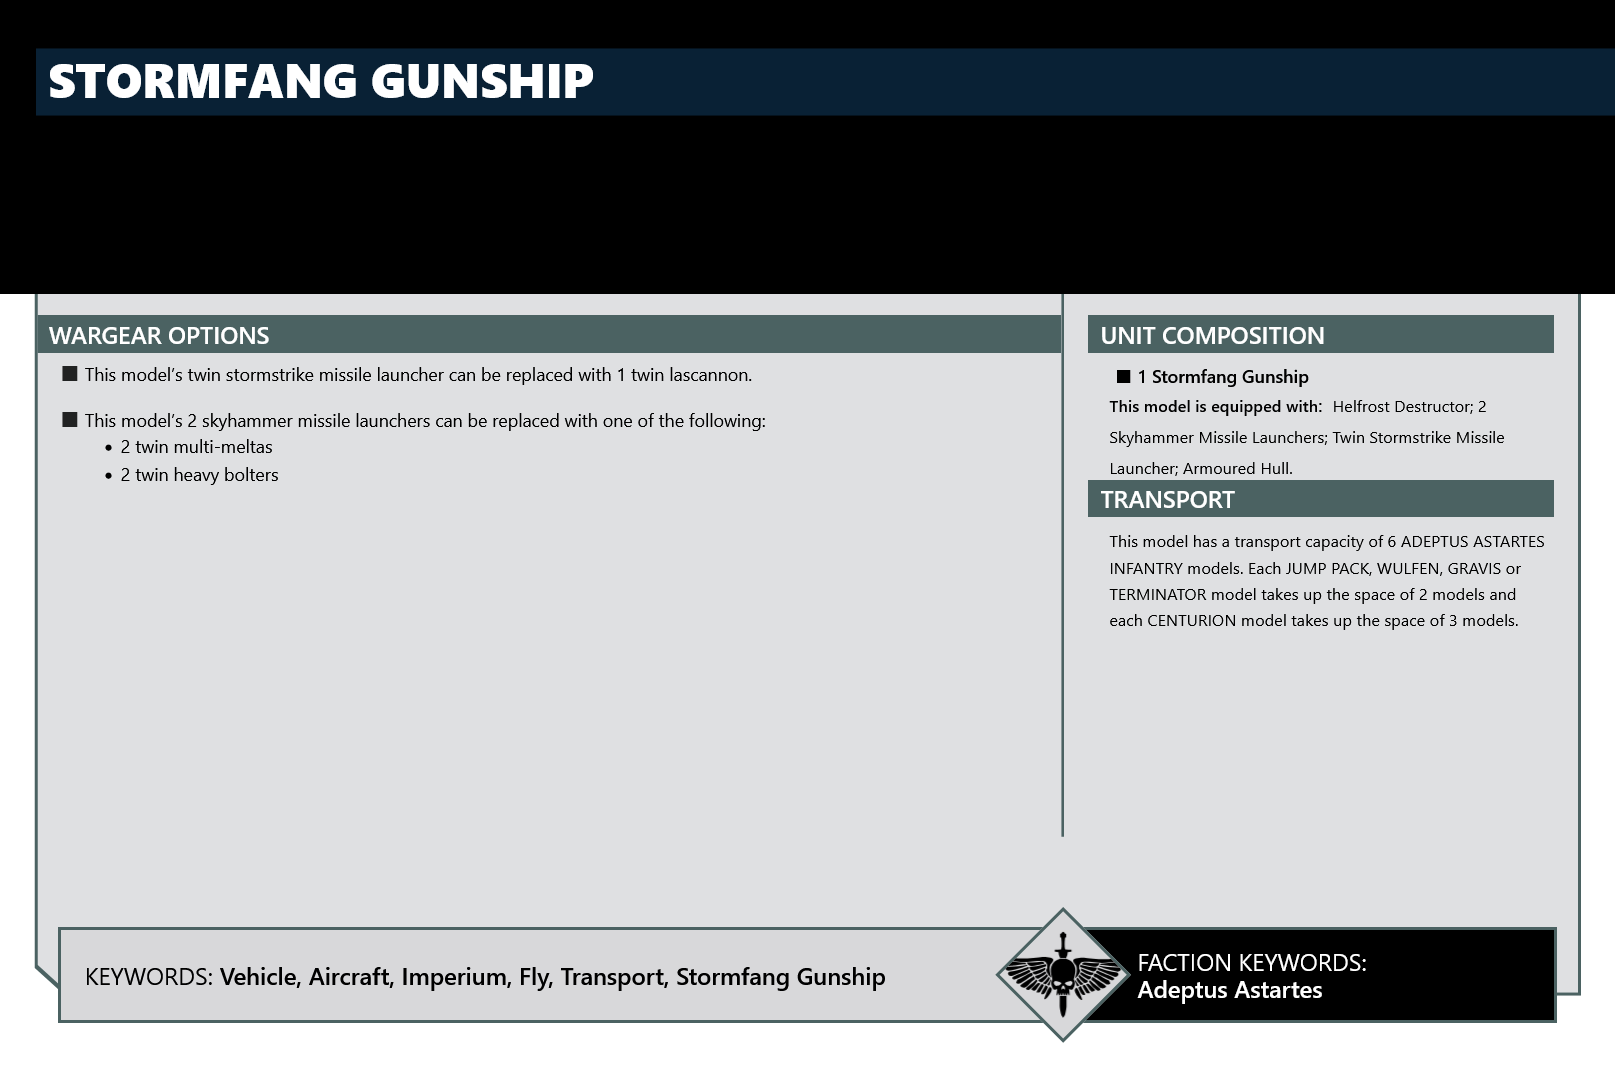 STORMFANG GUNSHIP
WARGEAR OPTIONS
■ This model's twin stormstrike missile launcher can be replaced with 1 twin lascannon.
■ This model's 2 skyhammer missile launchers can be replaced with one of the following:
• 2 twin multi-meltas
• 2 twin heavy bolters
UNIT COMPOSITION
■ 1 Stormfang Gunship
This model is equipped with: Helfrost Destructor; 2
Skyhammer Missile Launchers; Twin Stormstrike Missile
Launcher; Armoured Hull.
TRANSPORT
This model has a transport capacity of 6 ADEPTUS ASTARTES
INFANTRY models. Each JUMP PACK, WULFEN, GRAVIS or
TERMINATOR model takes up the space of 2 models and
each CENTURION model takes up the space of 3 models.
KEYWORDS: Vehicle, Aircraft, Imperium, Fly, Transport, Stormfang Gunship
FACTION KEYWORDS:
Adeptus Astartes